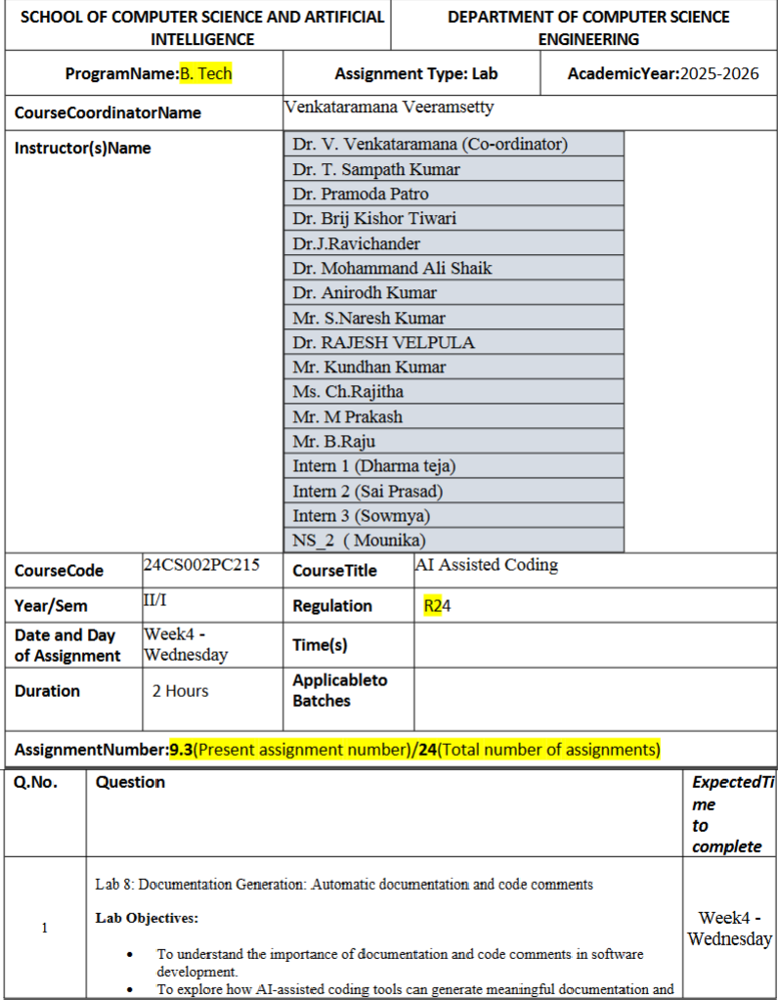 SCHOOL OF COMPUTER SCIENCE AND ARTIFICIAL
INTELLIGENCE
DEPARTMENT OF COMPUTER SCIENCE
ENGINEERING
ProgramName:B. Tech
Assignment Type: Lab
AcademicYear:2025-2026
CourseCoordinatorName
Venkataramana Veeramsetty
Instructor(s)Name
Dr. V. Venkataramana (Co-ordinator)
Dr. T. Sampath Kumar
Dr. Pramoda Patro
Dr. Brij Kishor Tiwari
Dr.J.Ravichander
Dr. Mohammand Ali Shaik
Dr. Anirodh Kumar
Mr. S.Naresh Kumar
Dr. RAJESH VELPULA
Mr. Kundhan Kumar
Ms. Ch.Rajitha
Mr. M Prakash
Mr. B.Raju
Intern 1 (Dharma teja)
Intern 2 (Sai Prasad)
Intern 3 (Sowmya)
NS_2 ( Mounika)
CourseCode
24CS002PC215
CourseTitle
AI Assisted Coding
Year/Sem
II/I
Regulation
R24
Date and Day
of Assignment
Week4 -
Wednesday
Time(s)
Duration
2 Hours
Applicableto
Batches
AssignmentNumber:9.3(Present assignment number)/24(Total number of assignments)
Q.No.
Question
ExpectedTi
me
to
complete
1
Lab 8: Documentation Generation: Automatic documentation and code comments
Lab Objectives:
• To understand the importance of documentation and code comments in software
development.
• To explore how AI-assisted coding tools can generate meaningful documentation and
Week4 -
Wednesday